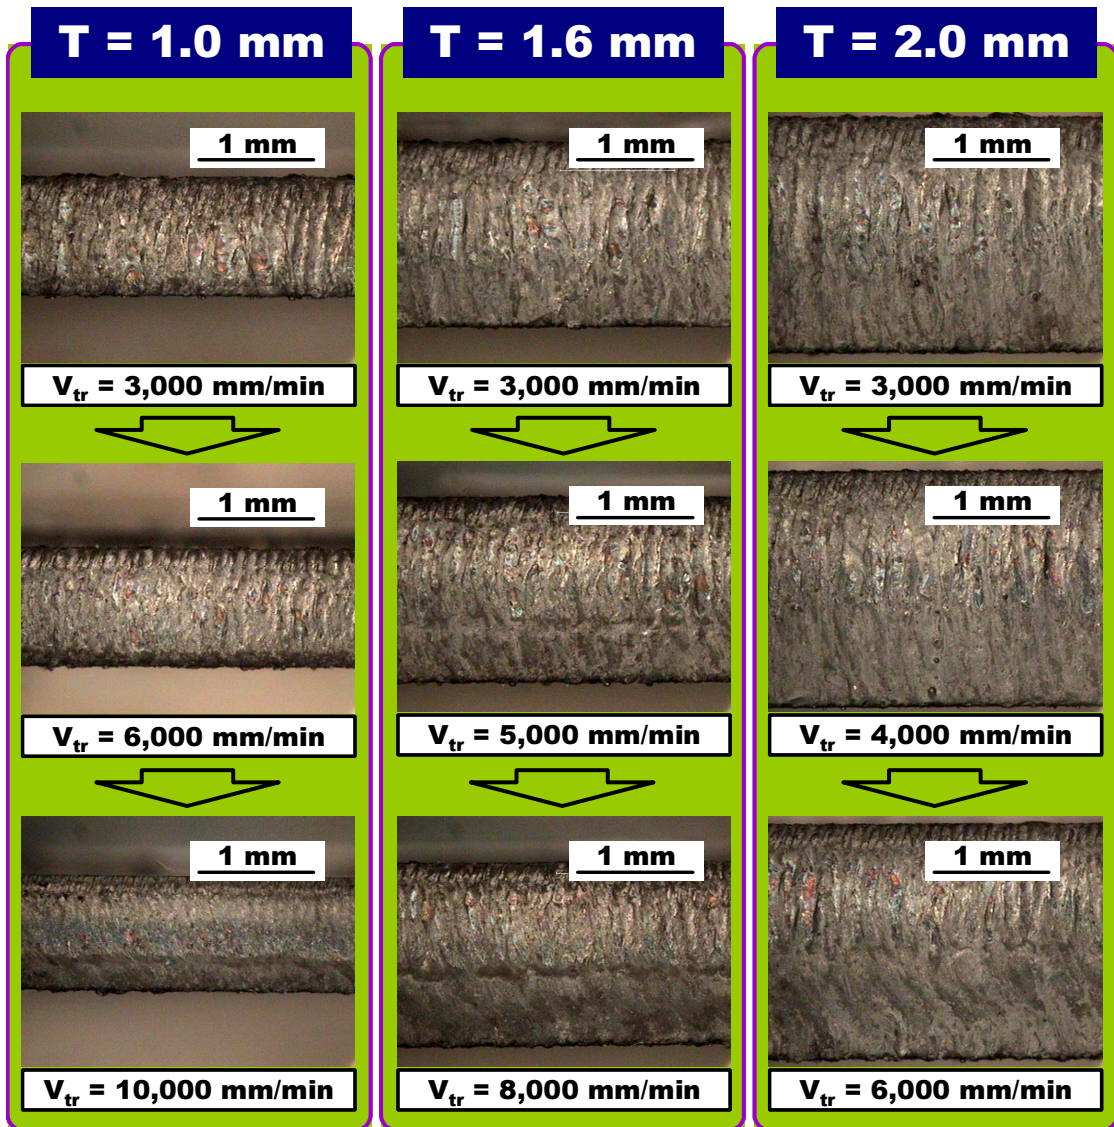 T = 1.0 mm
1 mm
Vtr = 3,000 mm/min
1 mm
Vtr = 6,000 mm/min
1 mm
Vtr = 10,000 mm/min
T = 1.6 mm
1 mm
Vtr = 3,000 mm/min
1 mm
Vtr = 5,000 mm/min
1 mm
Vtr = 8,000 mm/min
T = 2.0 mm
1 mm
Vtr = 3,000 mm/min
1 mm
Vtr = 4,000 mm/min
1 mm
Vtr = 6,000 mm/min